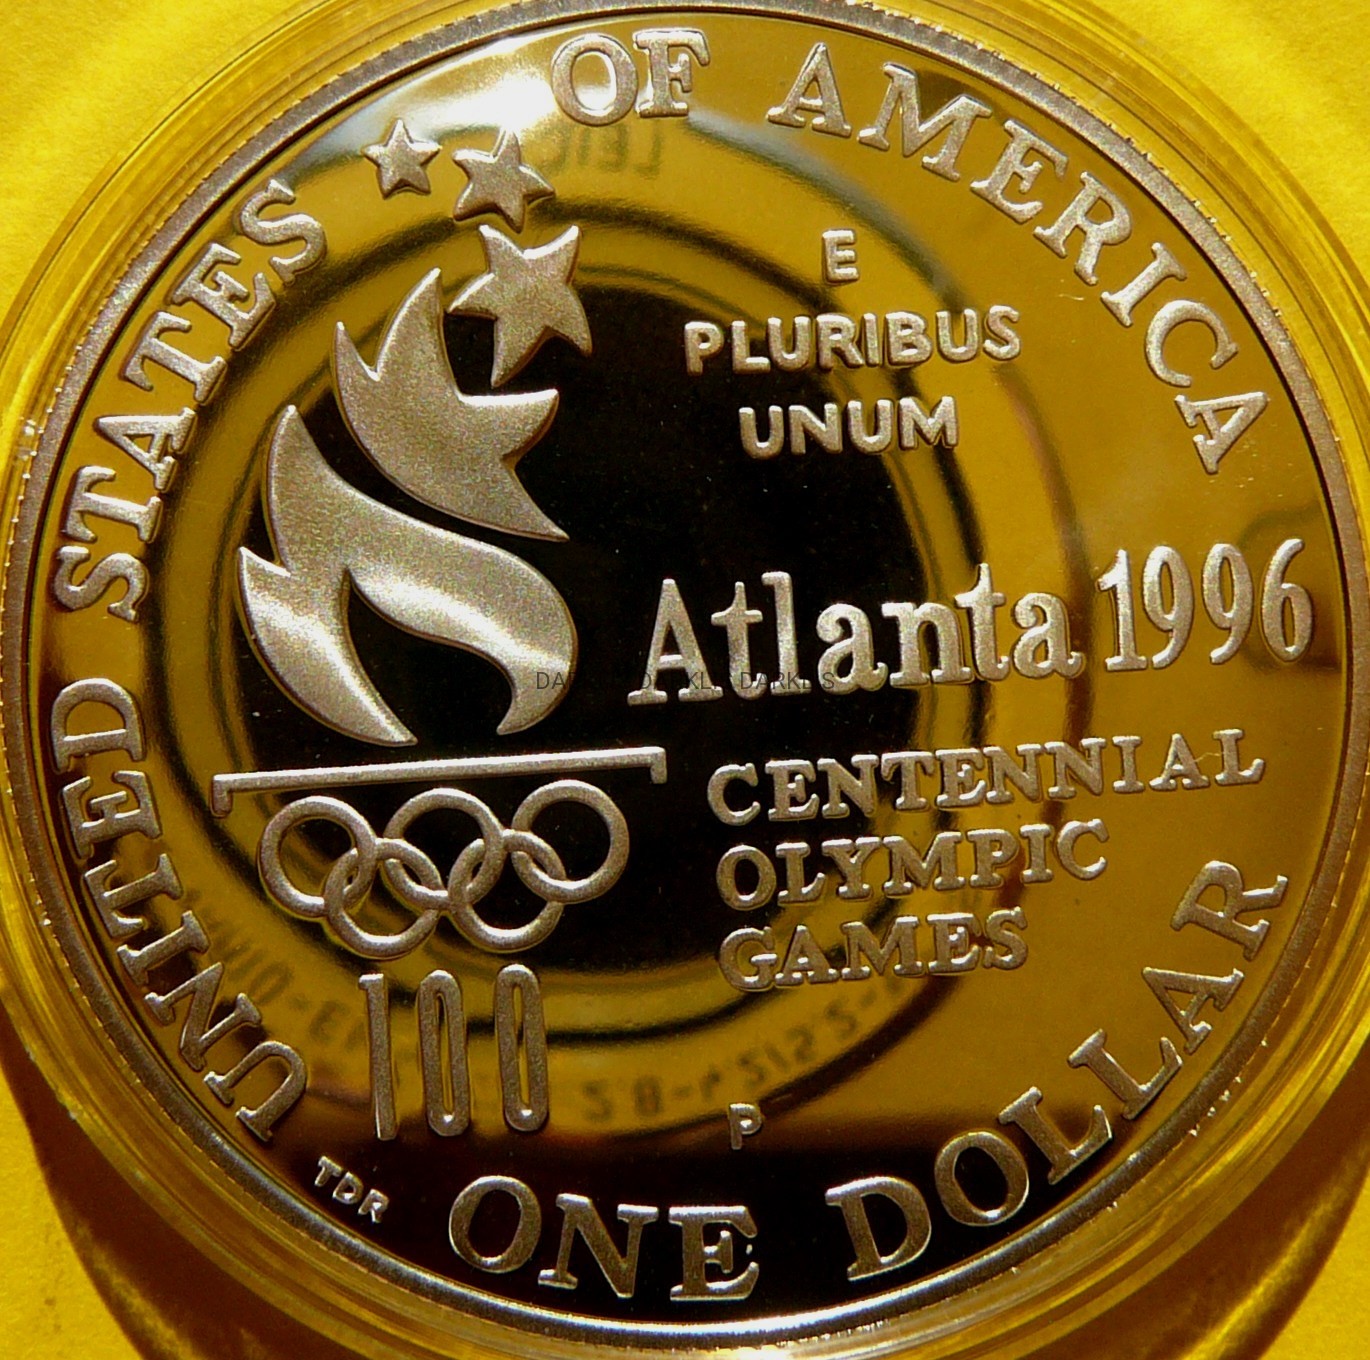 UNITED STATES OF AMERICA
E
PLURIBUS
UNUM
Atlanta 1996
CENTENNIAL
OLYMPIC
GAMES
100
P
TDR
ONE DOLLAR